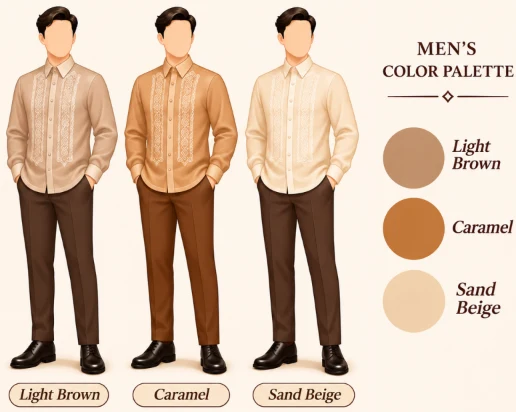 MEN'S
COLOR PALETTE
Light
Brown
Caramel
Sand
Beige
Light Brown
Caramel
Sand Beige